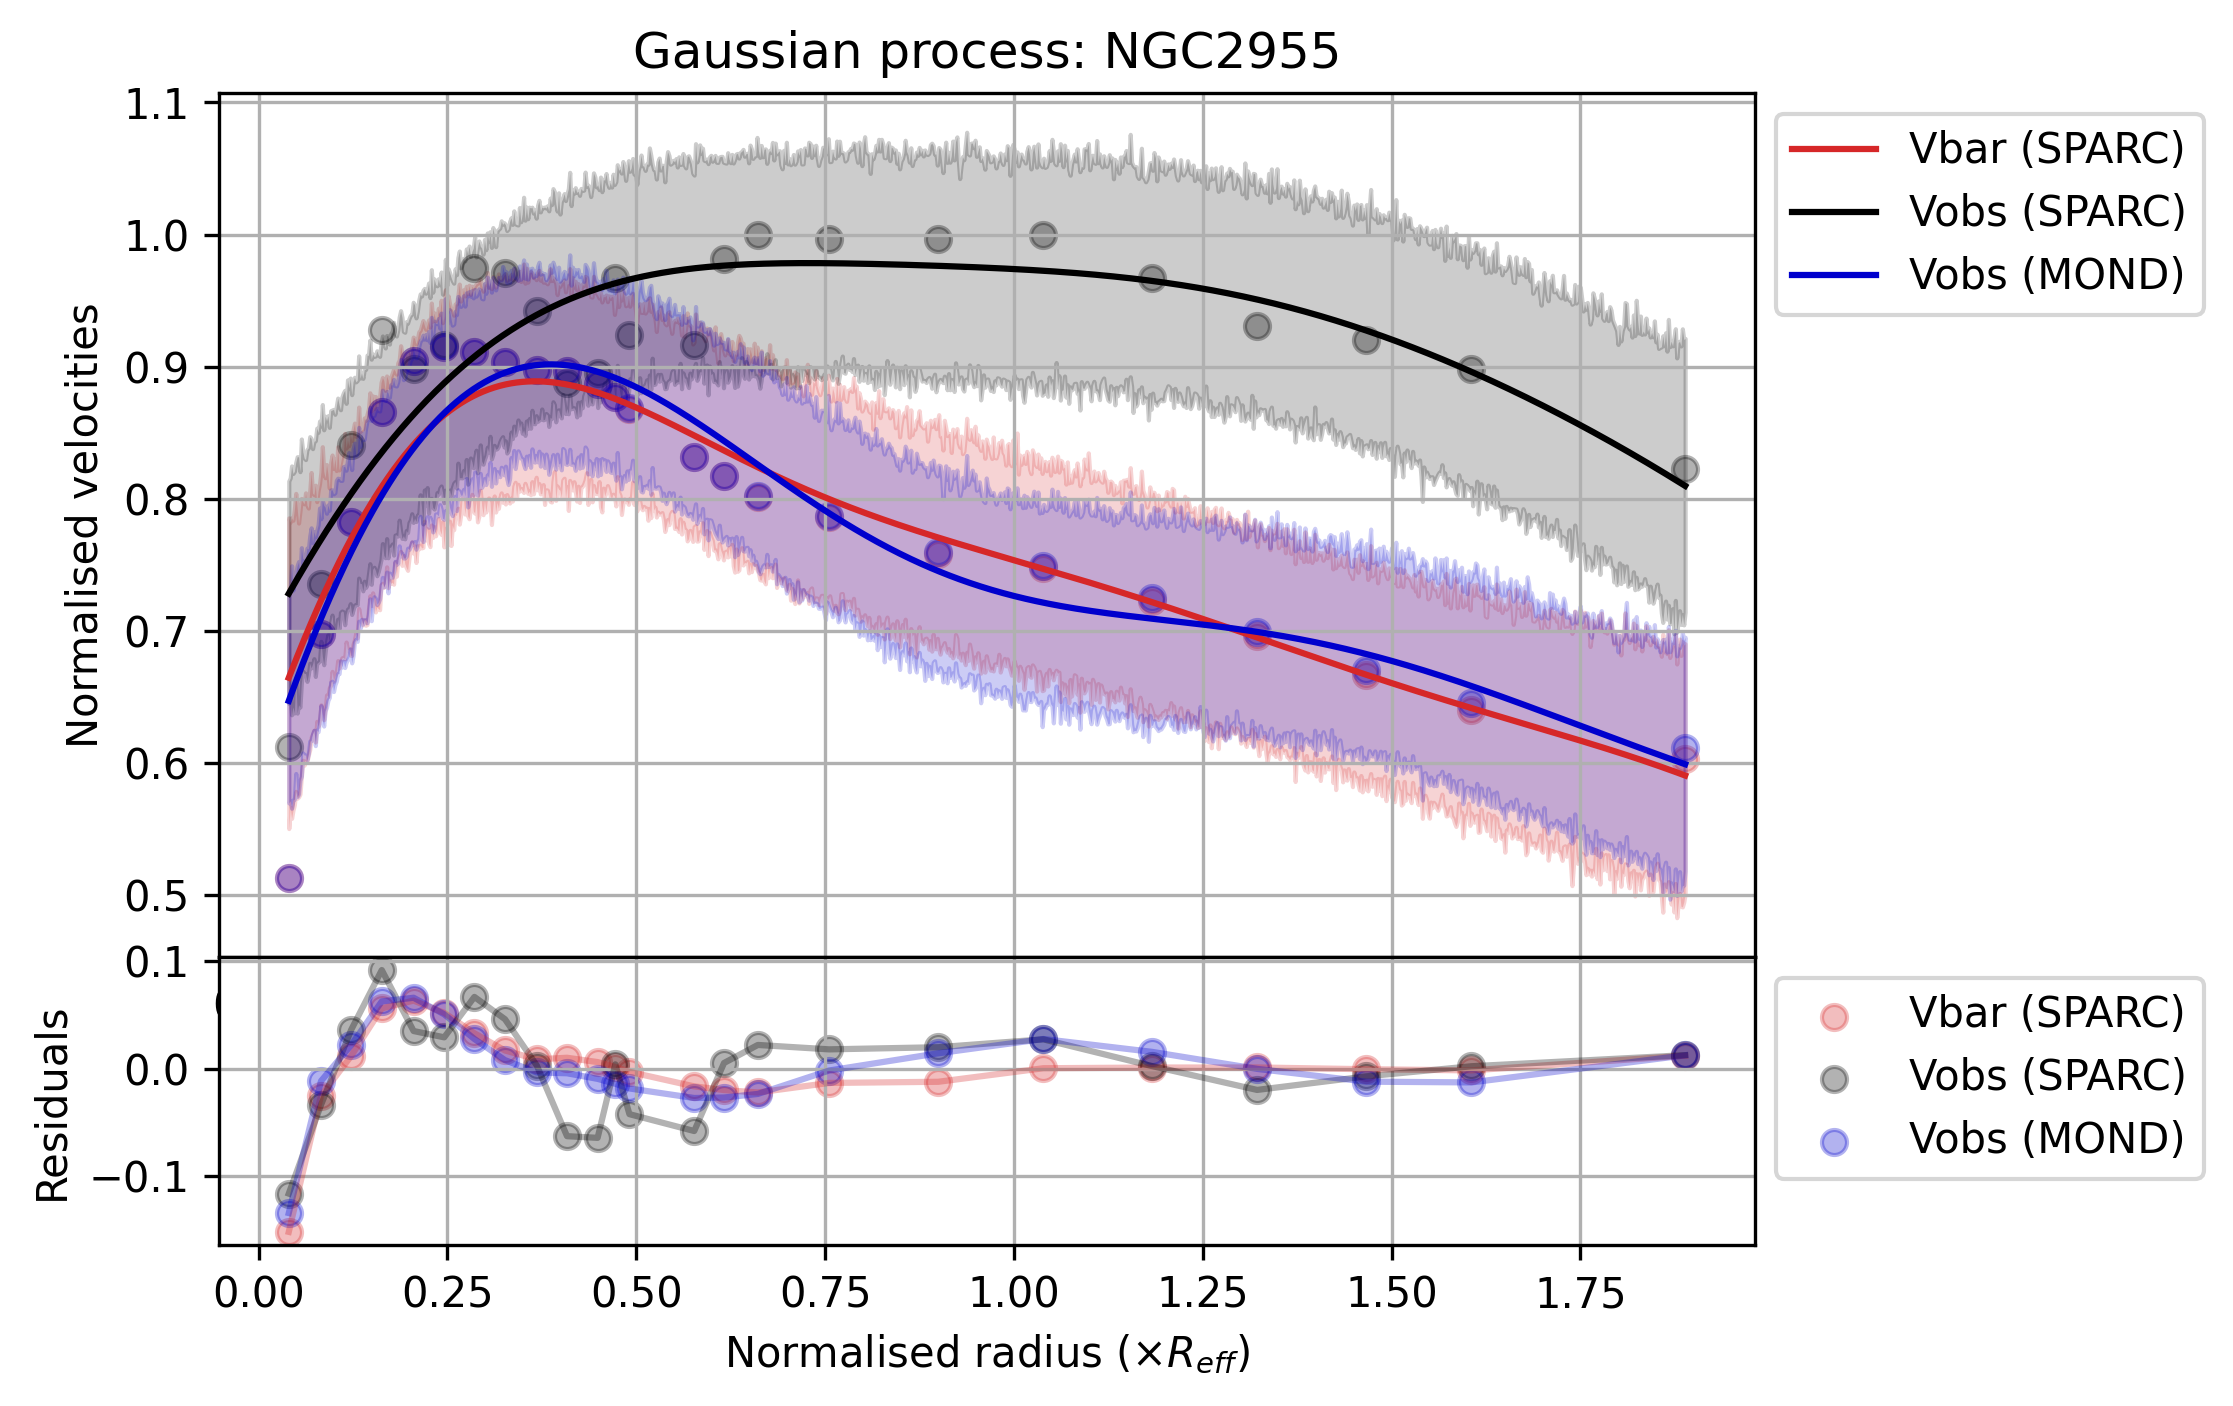 Gaussian process: NGC2955
Normalised velocities
1.1
1.0
0.9
0.8
0.7
0.6
0.5
Vbar (SPARC)
Vobs (SPARC)
Vobs (MOND)
Residuals
0.1
0.0
−0.1
Vbar (SPARC)
Vobs (SPARC)
Vobs (MOND)
0.00 0.25 0.50 0.75 1.00 1.25 1.50 1.75
Normalised radius (×R_eff)